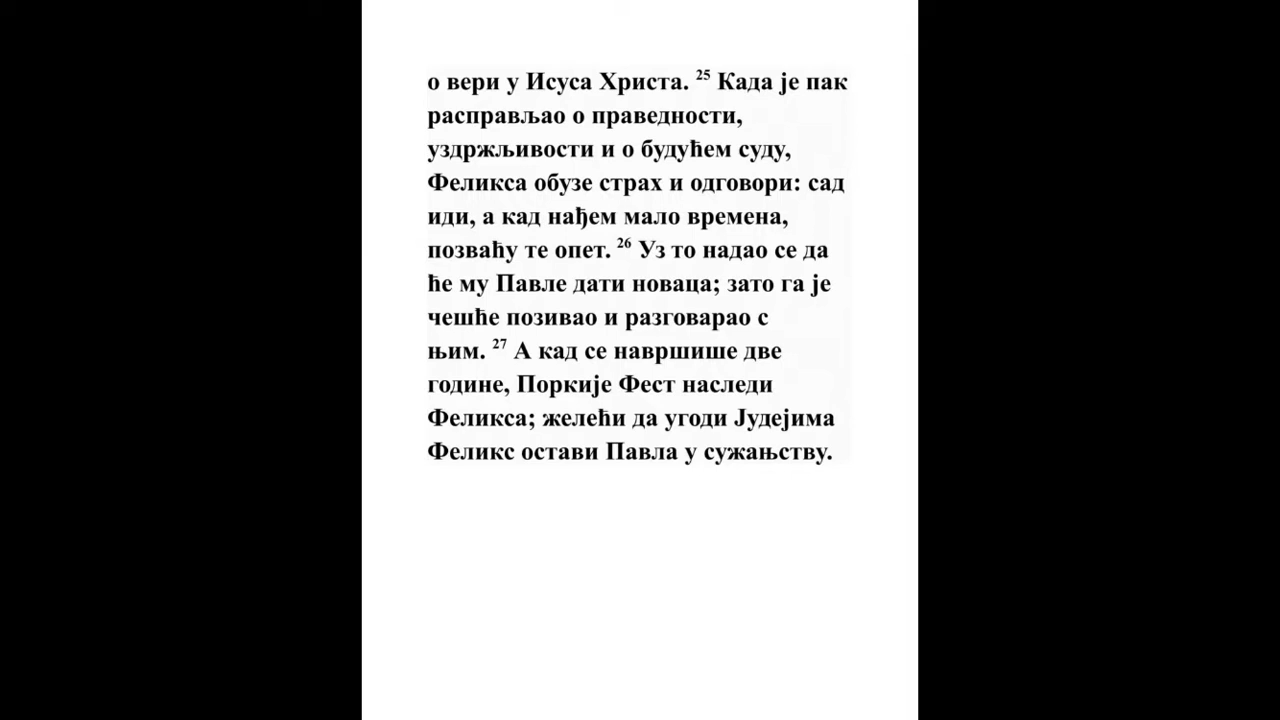 о вери у Исуса Христа. ²⁵ Када је пак
расправљао о праведности,
уздржљивости и о будућем суду,
Феликса обузе страх и одговори: сад
иди, а кад нађем мало времена,
позваћу те опет. ²⁶ Уз то надао се да
ће му Павле дати новаца; зато га је
чешће позивао и разговарао с
њим. ²⁷ А кад се навршише две
године, Поркије Фест наследи
Феликса; желећи да угоди Јудејима
Феликс остави Павла у сужањству.